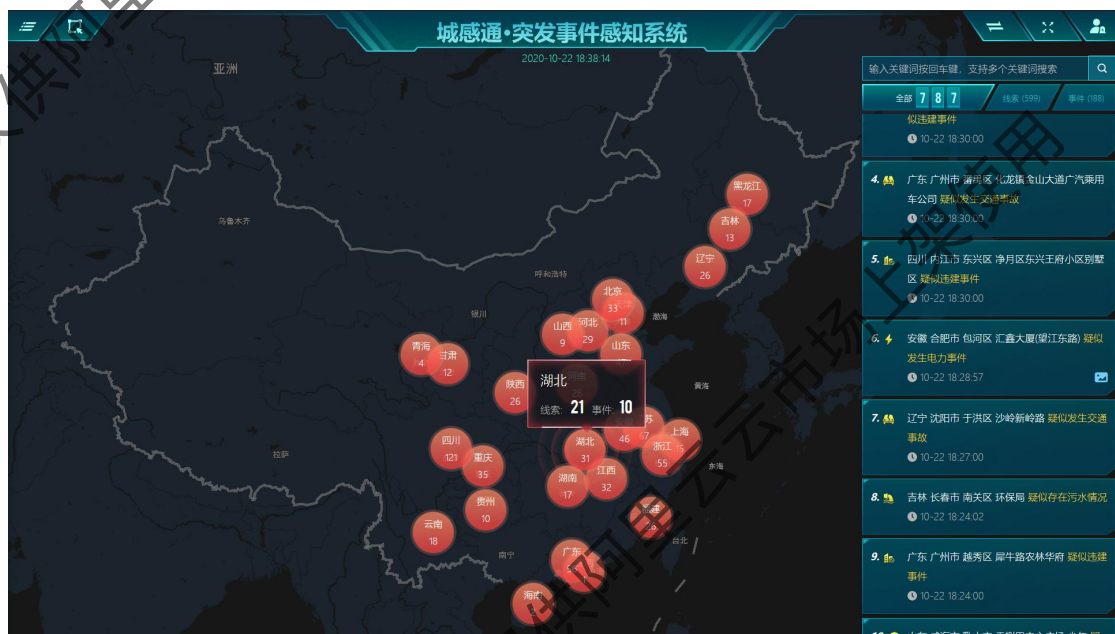 城感通·突发事件感知系统
2020-10-22 18:38:14
输入关键词按回车键，支持多个关键词搜索
全部 7 8 7 线索 (599) 事件 (188)
似违建事件
10-22 18:30:00
4. 广东 广州市 番禺区 化龙镇金山大道广汽乘用
车公司 疑似发生交通事故
10-22 18:30:00
5. 四川 内江市 东兴区 净月区东兴王府小区别墅
区 疑似违建事件
10-22 18:30:00
6. 安徽 合肥市 包河区 汇鑫大厦(望江东路) 疑似
发生电力事件
10-22 18:28:57
7. 辽宁 沈阳市 于洪区 沙岭新岭路 疑似发生交通
事故
10-22 18:27:00
8. 吉林 长春市 南关区 环保局 疑似存在污水情况
10-22 18:24:02
9. 广东 广州市 越秀区 犀牛路农林华府 疑似违建
事件
10-22 18:24:00
亚洲
乌鲁木齐
呼和浩特
银川
拉萨
南宁
台北
渤海
黄海
东海
黑龙江
17
吉林
13
辽宁
26
北京
33
11
山西
9
河北
29
山东
青海
4
甘肃
12
陕西
26
湖北
线索: 21 事件: 10
46
苏
67
上海
浙江
55
湖北
31
四川
121
重庆
35
湖南
17
江西
32
贵州
10
云南
18
福建
广东
海南
仅供阿里云云市场上架使用